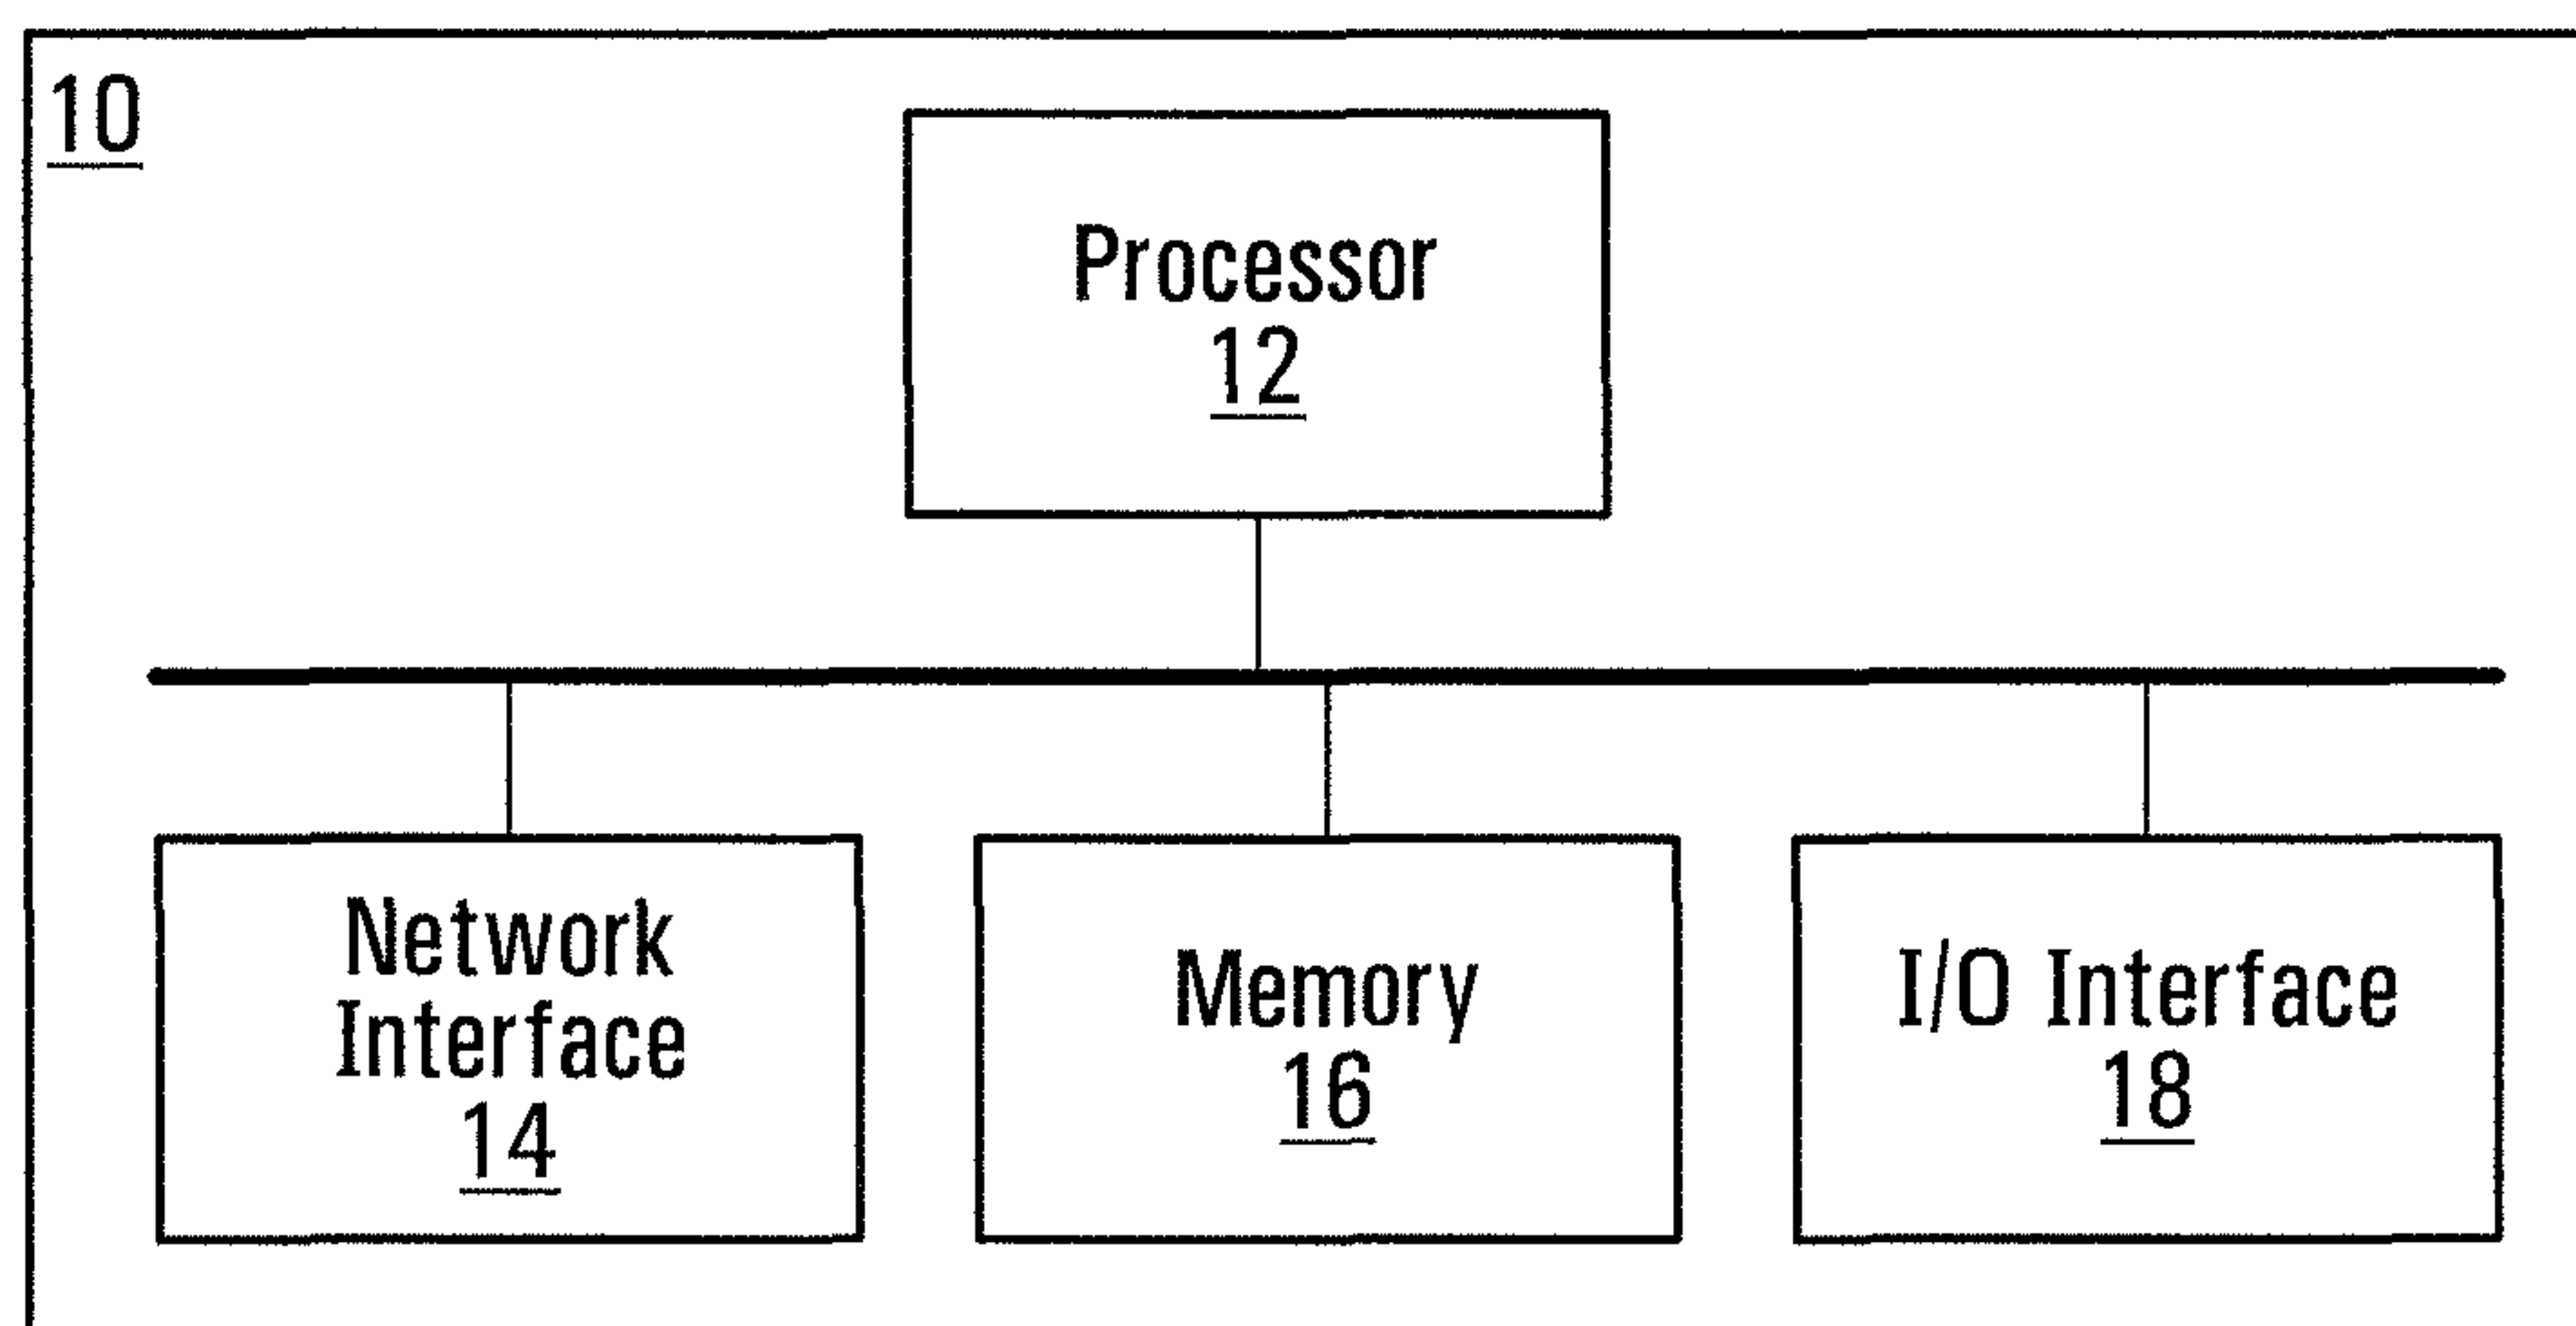 10
Processor
12
Network
Interface
14
Memory
16
I/O Interface
18